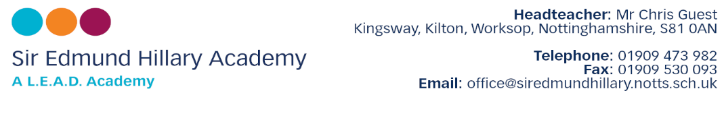 Headteacher: Mr Chris Guest
Kingsway, Kilton, Worksop, Nottinghamshire, S81 0AN
Sir Edmund Hillary Academy
A L.E.A.D. Academy
Telephone: 01909 473 982
Fax: 01909 530 093
Email: office@siredmundhillary.notts.sch.uk